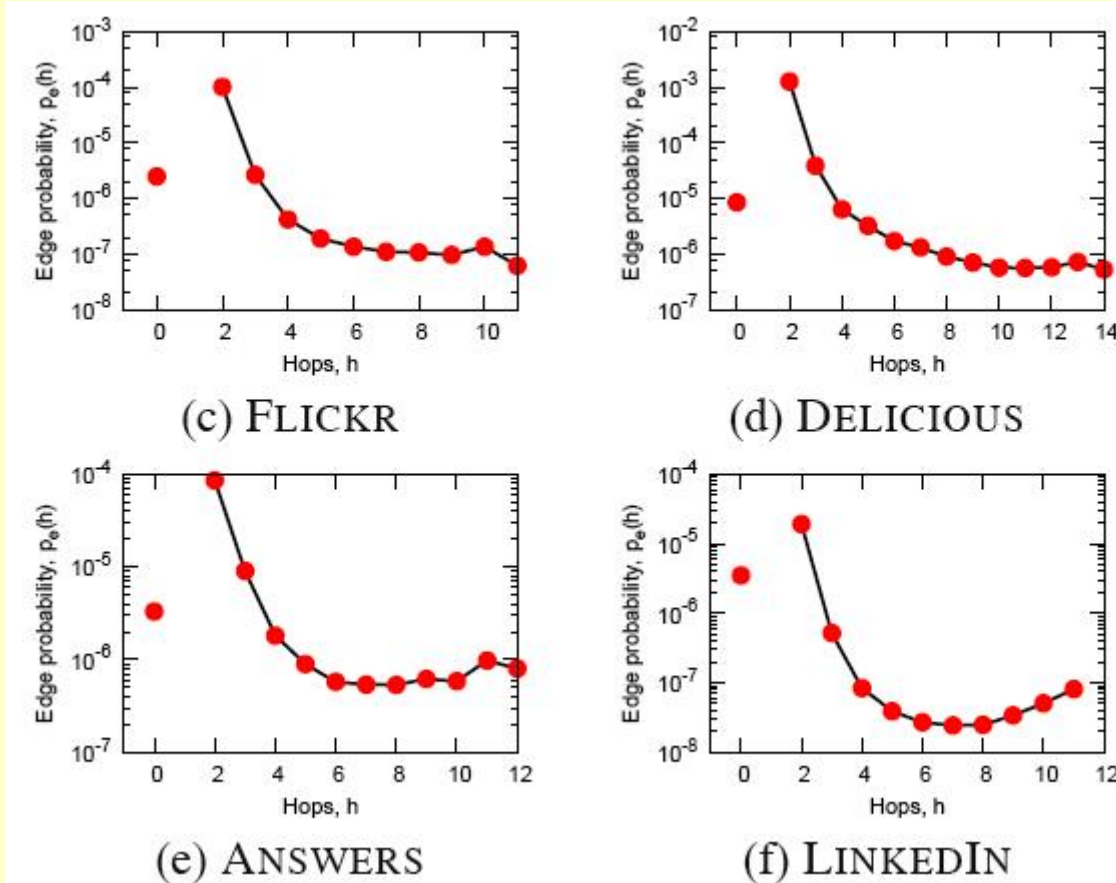 10^-3
10^-4
10^-5
10^-6
10^-7
10^-8
Edge probability, p_e(h)
0 2 4 6 8 10
Hops, h
(c) FLICKR
10^-2
10^-3
10^-4
10^-5
10^-6
10^-7
Edge probability, p_e(h)
0 2 4 6 8 10 12 14
Hops, h
(d) DELICIOUS
10^-4
10^-5
10^-6
10^-7
Edge probability, p_e(h)
0 2 4 6 8 10 12
Hops, h
(e) ANSWERS
10^-4
10^-5
10^-6
10^-7
10^-8
Edge probability, p_e(h)
0 2 4 6 8 10 12
Hops, h
(f) LINKEDIN